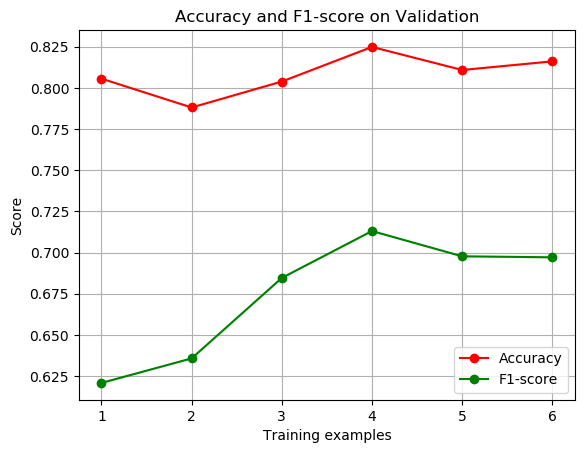 Accuracy and F1-score on Validation
Score
0.825
0.800
0.775
0.750
0.725
0.700
0.675
0.650
0.625
Accuracy
F1-score
1 2 3 4 5 6
Training examples